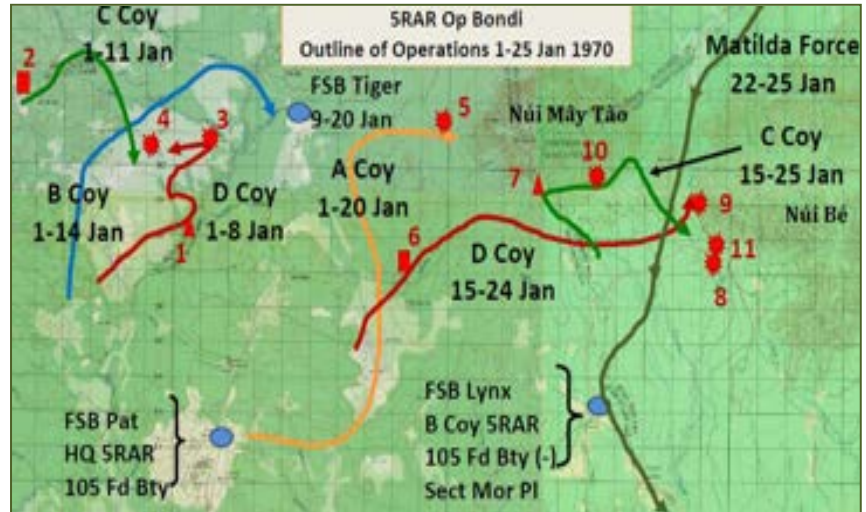 5RAR Op Bondi
Outline of Operations 1-25 Jan 1970
C Coy
1-11 Jan
2
4
3
FSB Tiger
9-20 Jan
5
Núi Mây Tào
Matilda Force
22-25 Jan
C Coy
15-25 Jan
10
7
9
Núi Bé
11
8
B Coy
1-14 Jan
D Coy
1-8 Jan
1
A Coy
1-20 Jan
6
D Coy
15-24 Jan
FSB Pat
HQ 5RAR
105 Fd Bty
FSB Lynx
B Coy 5RAR
105 Fd Bty (-)
Sect Mor Pl